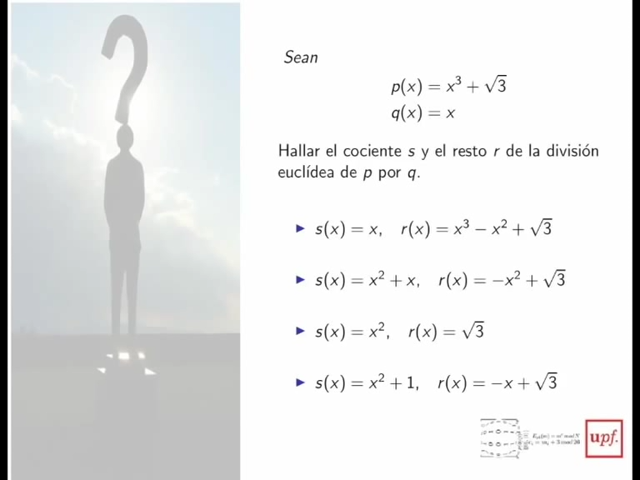 Sean
p(x) = x³ + √3
q(x) = x
Hallar el cociente s y el resto r de la división
euclídea de p por q.
▶ s(x) = x, r(x) = x³ − x² + √3
▶ s(x) = x² + x, r(x) = −x² + √3
▶ s(x) = x², r(x) = √3
▶ s(x) = x² + 1, r(x) = −x + √3
upf.